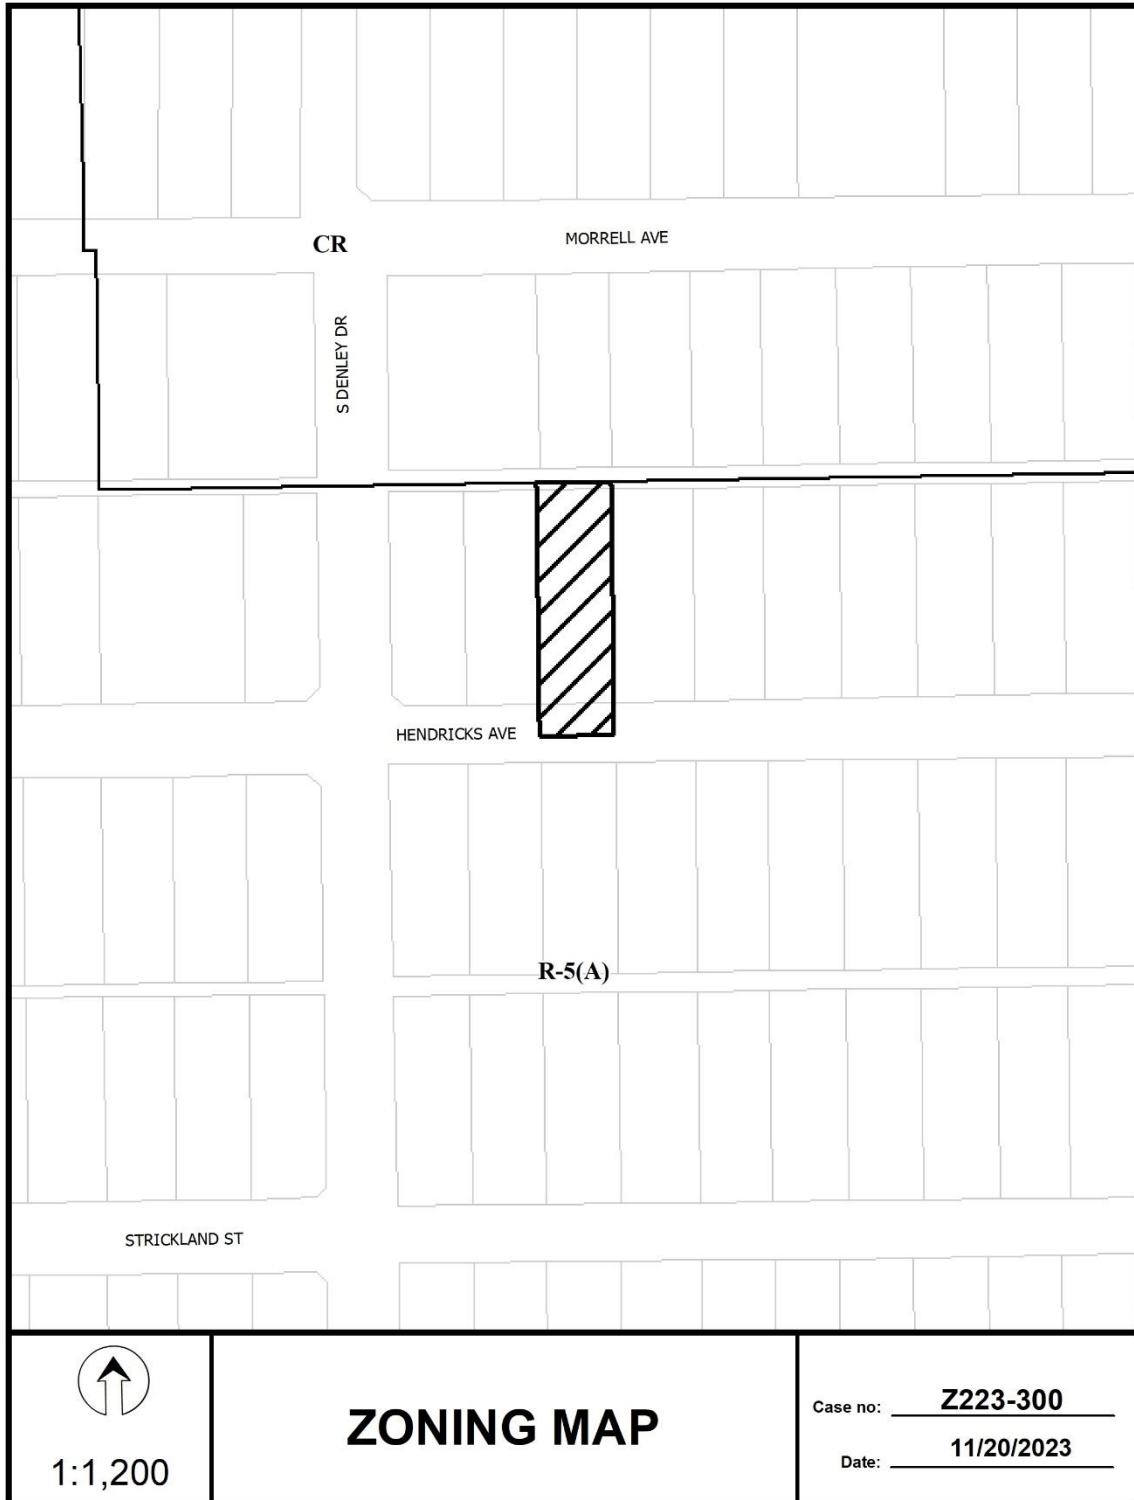 CR
MORRELL AVE
S DENLEY DR
HENDRICKS AVE
R-5(A)
STRICKLAND ST
1:1,200
ZONING MAP
Case no: Z223-300
Date: 11/20/2023